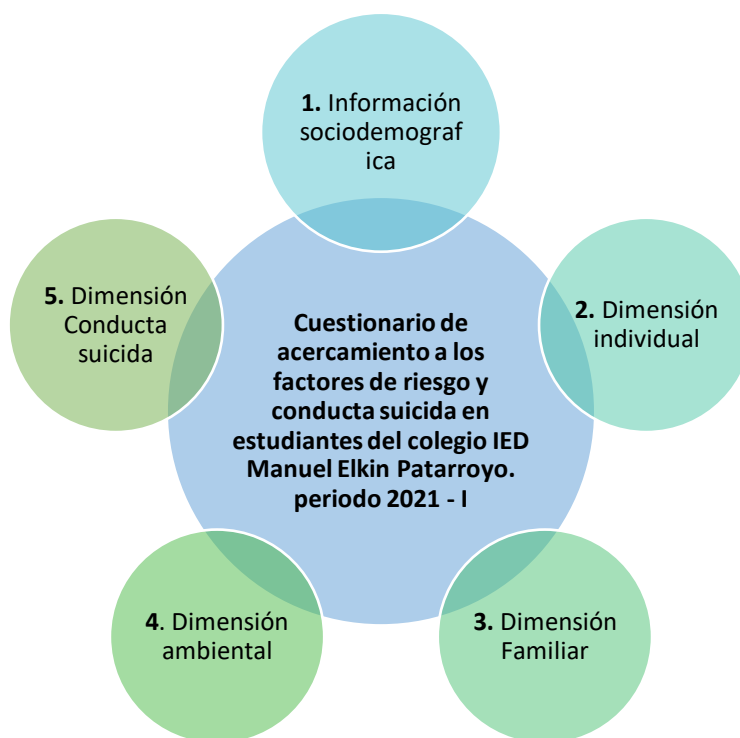 1. Información
sociodemograf
ica
2. Dimensión
individual
3. Dimensión
Familiar
4. Dimensión
ambiental
5. Dimensión
Conducta
suicida
Cuestionario de
acercamiento a los
factores de riesgo y
conducta suicida en
estudiantes del colegio IED
Manuel Elkin Patarroyo.
periodo 2021 - I